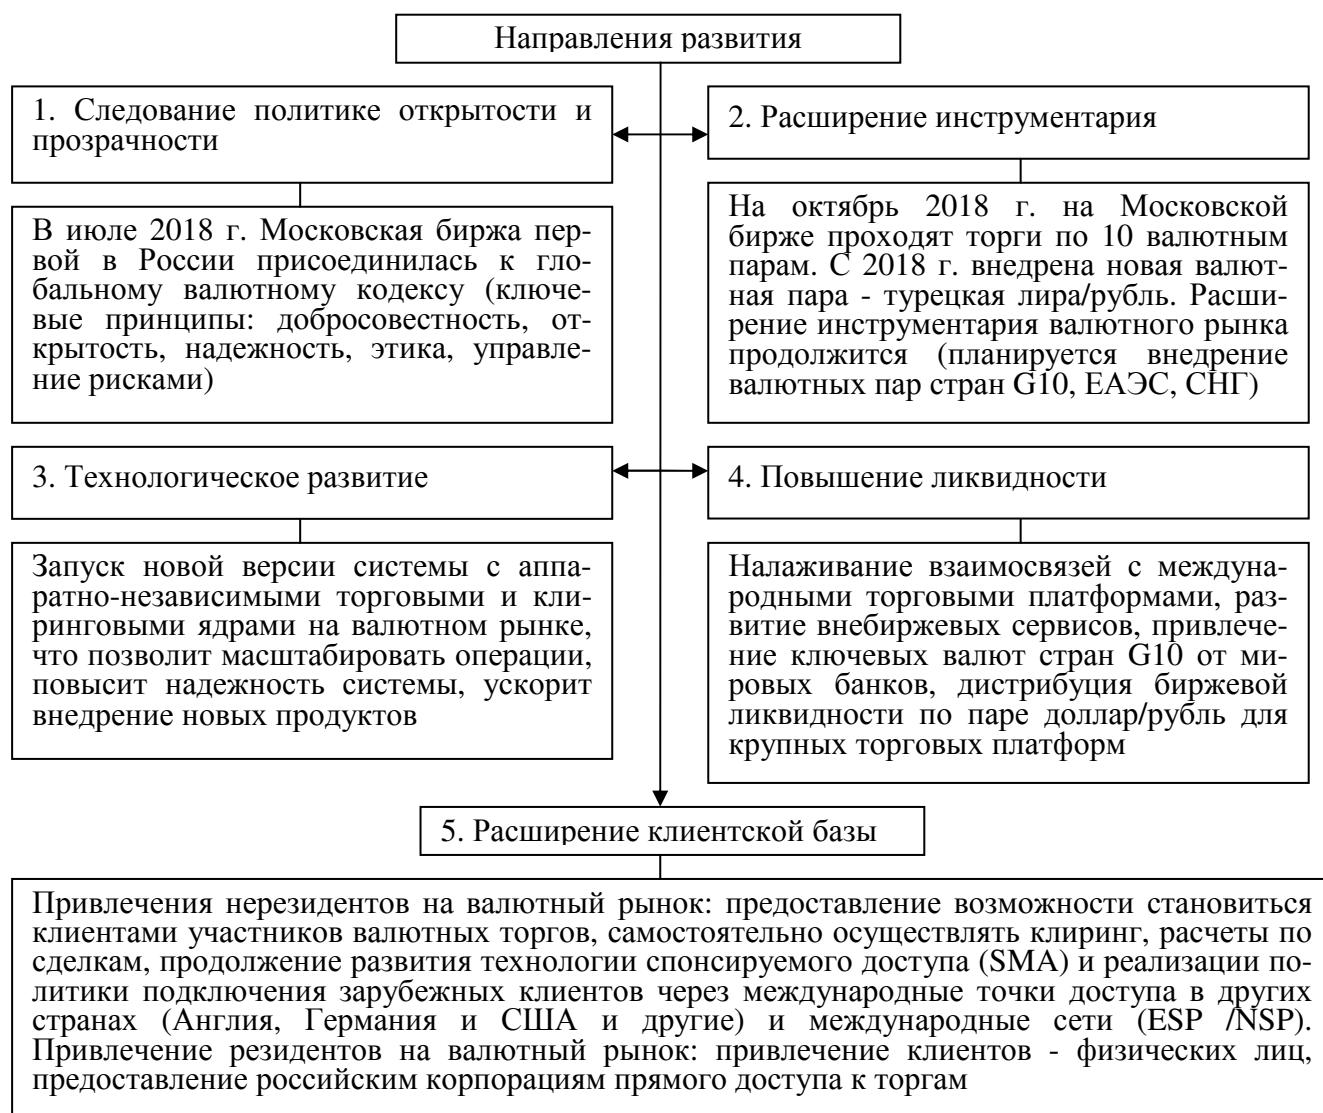 Направления развития
1. Следование политике открытости и
прозрачности
2. Расширение инструментария
В июле 2018 г. Московская биржа пер-
вой в России присоединилась к гло-
бальному валютному кодексу (ключе-
вые принципы: добросовестность, от-
крытость, надежность, этика, управле-
ние рисками)
На октябрь 2018 г. на Московской
бирже проходят торги по 10 валютным
парам. С 2018 г. внедрена новая валют-
ная пара - турецкая лира/рубль. Расши-
рение инструментария валютного рынка
продолжится (планируется внедрение
валютных пар стран G10, ЕАЭС, СНГ)
3. Технологическое развитие
4. Повышение ликвидности
Запуск новой версии системы с аппа-
ратно-независимыми торговыми и кли-
ринговыми ядрами на валютном рынке,
что позволит масштабировать операции,
повысит надежность системы, ускорит
внедрение новых продуктов
Налаживание взаимосвязей с междуна-
родными торговыми платформами, раз-
витие внебиржевых сервисов, привлече-
ние ключевых валют стран G10 от ми-
ровых банков, дистрибуция биржевой
ликвидности по паре доллар/рубль для
крупных торговых платформ
5. Расширение клиентской базы
Привлечения нерезидентов на валютный рынок: предоставление возможности становиться
клиентами участников валютных торгов, самостоятельно осуществлять клиринг, расчеты по
сделкам, продолжение развития технологии спонсируемого доступа (SMA) и реализации по-
литики подключения зарубежных клиентов через международные точки доступа в других
странах (Англия, Германия и США и другие) и международные сети (ESP /NSP).
Привлечение резидентов на валютный рынок: привлечение клиентов - физических лиц,
предоставление российским корпорациям прямого доступа к торгам